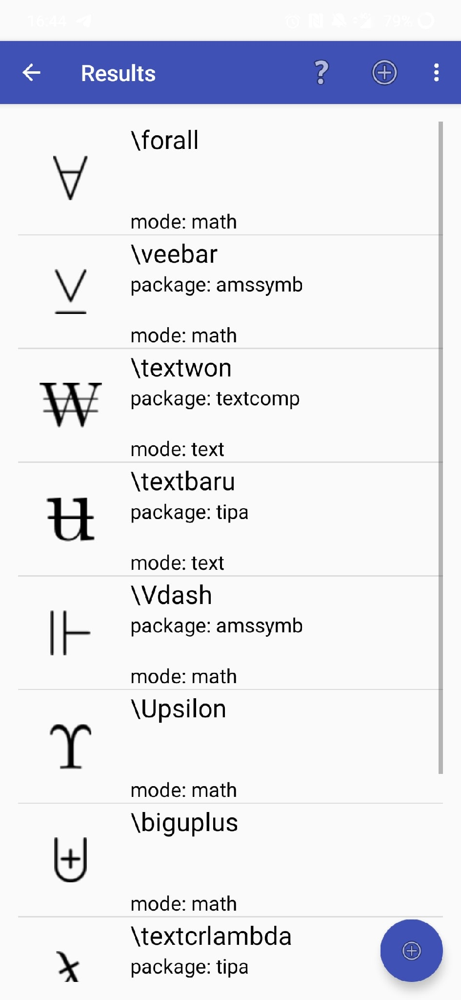 16:44 4G 79%
Results
\forall
∀
mode: math
\veebar
⊻
package: amssymb
mode: math
\textwon
₩
package: textcomp
mode: text
\textbaru
ʉ
package: tipa
mode: text
\Vdash
⊩
package: amssymb
mode: math
\Upsilon
ϒ
mode: math
\biguplus
⨄
mode: math
\textcrlambda
ƛ
package: tipa